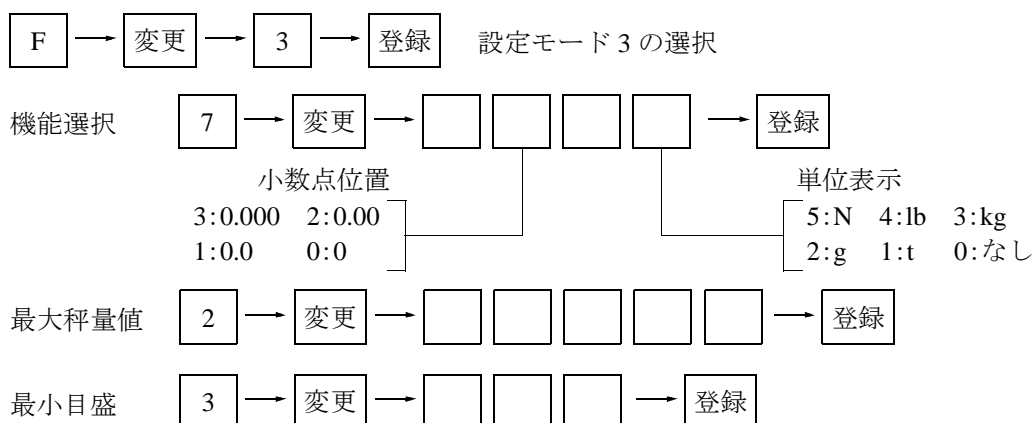 F 変更 3 登録 設定モード3の選択
機能選択 7 変更 登録
小数点位置 単位表示
3:0.000 2:0.00 5:N 4:lb 3:kg
1:0.0 0:0 2:g 1:t 0:なし
最大秤量値 2 変更 登録
最小目盛 3 変更 登録